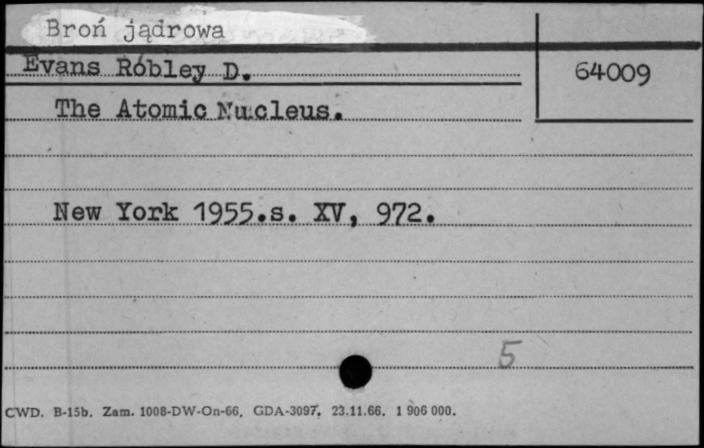 Broń jądrowa
Evans Robley D.
64009
The Atomic Nucleus.
New York 1955.s. XV, 972.
5
CWD. B-15b. Zam. 1008-DW-On-66. GDA-3097. 23.11.66. 1 906 000.